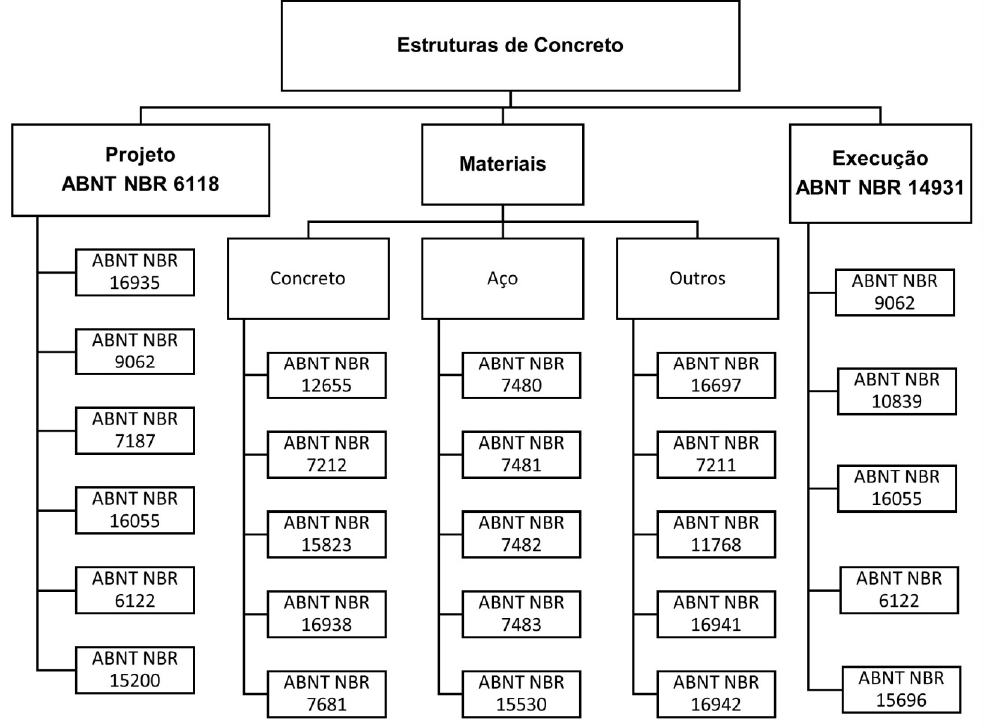 Estruturas de Concreto
Projeto
ABNT NBR 6118
ABNT NBR
16935
ABNT NBR
9062
ABNT NBR
7187
ABNT NBR
16055
ABNT NBR
6122
ABNT NBR
15200
Materiais
Concreto
ABNT NBR
12655
ABNT NBR
7212
ABNT NBR
15823
ABNT NBR
16938
ABNT NBR
7681
Aço
ABNT NBR
7480
ABNT NBR
7481
ABNT NBR
7482
ABNT NBR
7483
ABNT NBR
15530
Outros
ABNT NBR
16697
ABNT NBR
7211
ABNT NBR
11768
ABNT NBR
16941
ABNT NBR
16942
Execução
ABNT NBR 14931
ABNT NBR
9062
ABNT NBR
10839
ABNT NBR
16055
ABNT NBR
6122
ABNT NBR
15696